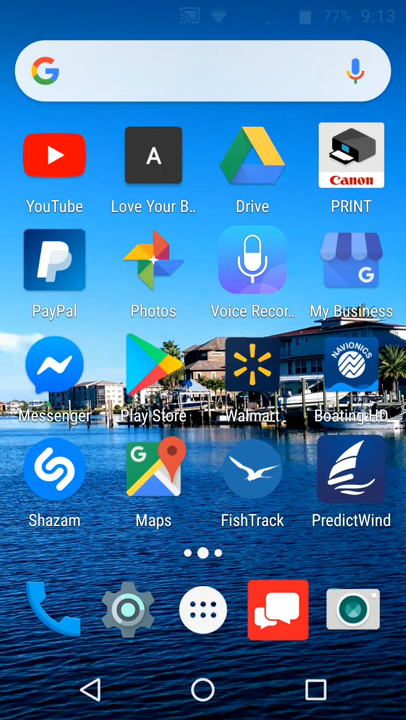 77% 9:13
G
YouTube
A
Love Your B..
Drive
Canon
PRINT
PayPal
Photos
Voice Recor..
G
My Business
Messenger
Play Store
Walmart
NAVIONICS
Boating HD
Shazam
G
Maps
FishTrack
PredictWind